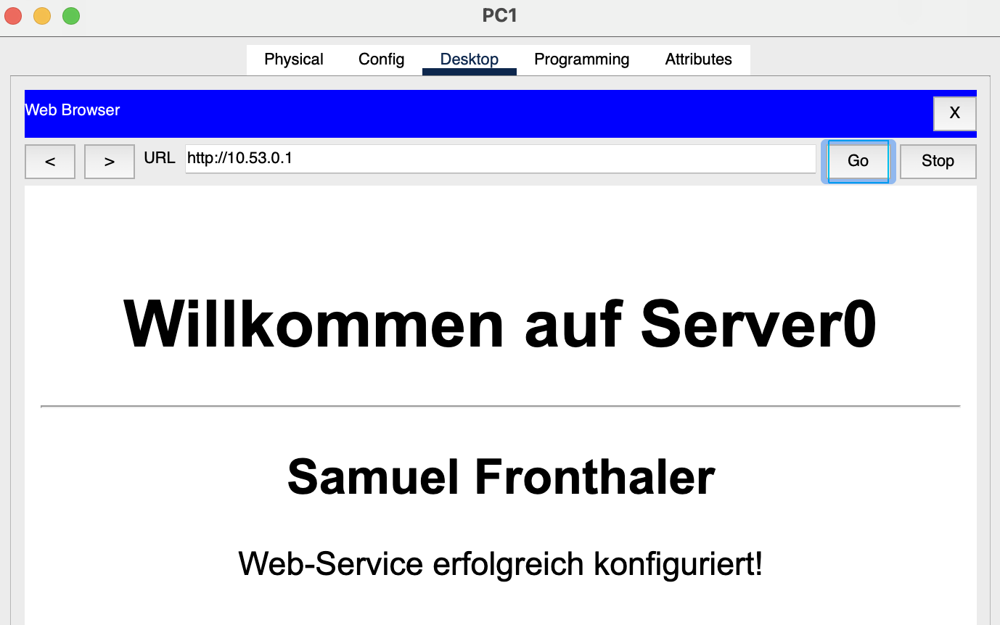 PC1
Physical Config Desktop Programming Attributes
Web Browser X
< > URL http://10.53.0.1 Go Stop
Willkommen auf Server0
Samuel Fronthaler
Web-Service erfolgreich konfiguriert!